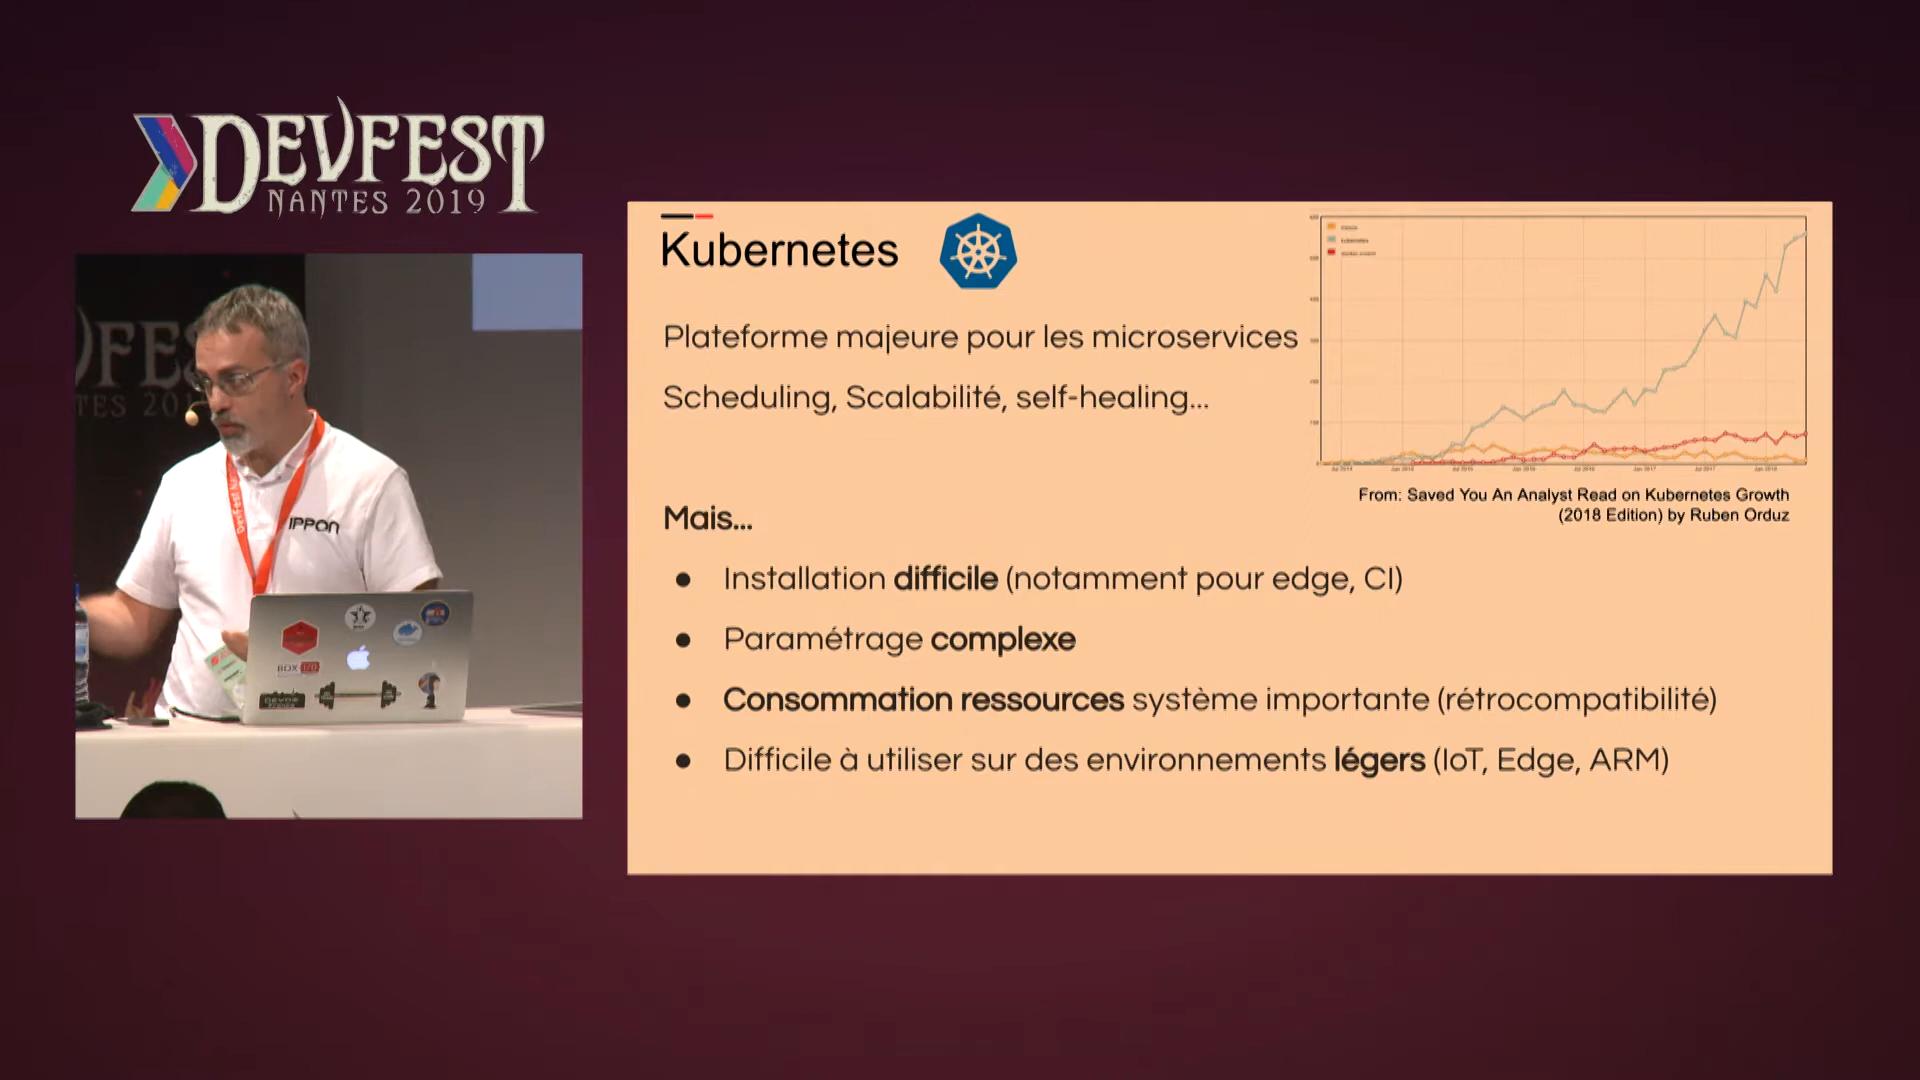 DEVFEST
NANTES 2019
Kubernetes
kubernetes
Plateforme majeure pour les microservices
Scheduling, Scalabilité, self-healing...
From: Saved You An Analyst Read on Kubernetes Growth
(2018 Edition) by Ruben Orduz
Mais...
● Installation difficile (notamment pour edge, CI)
● Paramétrage complexe
● Consommation ressources système importante (rétrocompatibilité)
● Difficile à utiliser sur des environnements légers (IoT, Edge, ARM)
IPPON